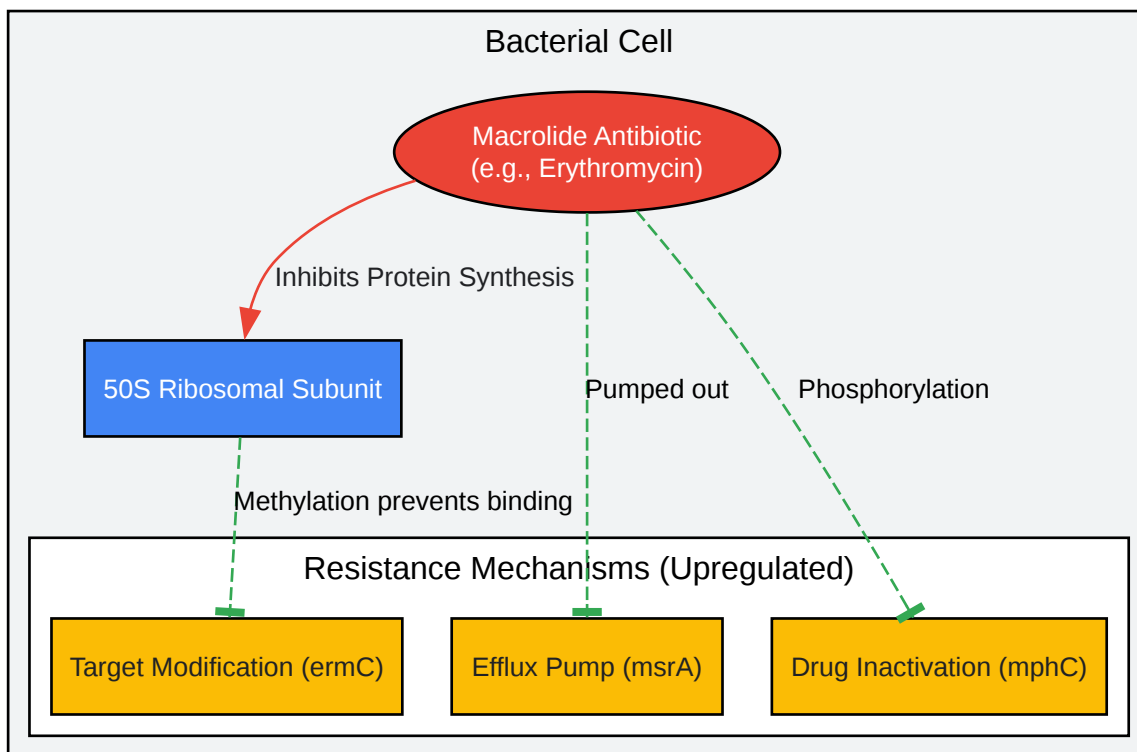 Bacterial Cell
Macrolide Antibiotic
(e.g., Erythromycin)
Inhibits Protein Synthesis
50S Ribosomal Subunit
Pumped out
Phosphorylation
Methylation prevents binding
Resistance Mechanisms (Upregulated)
Target Modification (ermC)
Efflux Pump (msrA)
Drug Inactivation (mphC)